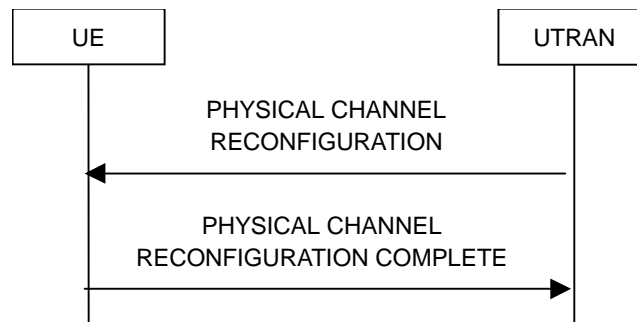 UE
UTRAN
PHYSICAL CHANNEL
RECONFIGURATION
PHYSICAL CHANNEL
RECONFIGURATION COMPLETE